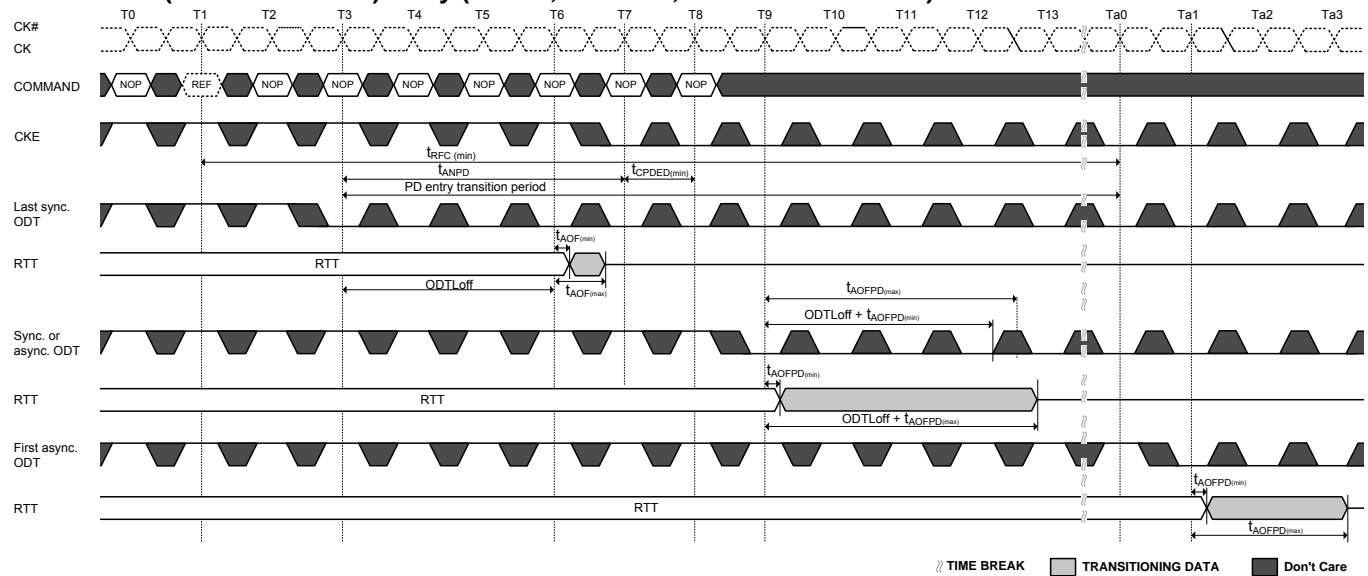 T0 T1 T2 T3 T4 T5 T6 T7 T8 T9 T10 T11 T12 T13 Ta0 Ta1 Ta2 Ta3
CK#
CK
COMMAND NOP REF NOP NOP NOP NOP NOP NOP NOP
CKE
tRFC (min)
tANPD tCPDED(min)
PD entry transition period
Last sync.
ODT
tAOF(min)
RTT RTT
ODTLoff tAOF(max)
tAOFPD(max)
ODTLoff + tAOFPD(min)
Sync. or
async. ODT
tAOFPD(min)
RTT RTT
ODTLoff + tAOFPD(max)
First async.
ODT
tAOFPD(min)
RTT RTT
tAOFPD(max)
TIME BREAK TRANSITIONING DATA Don't Care